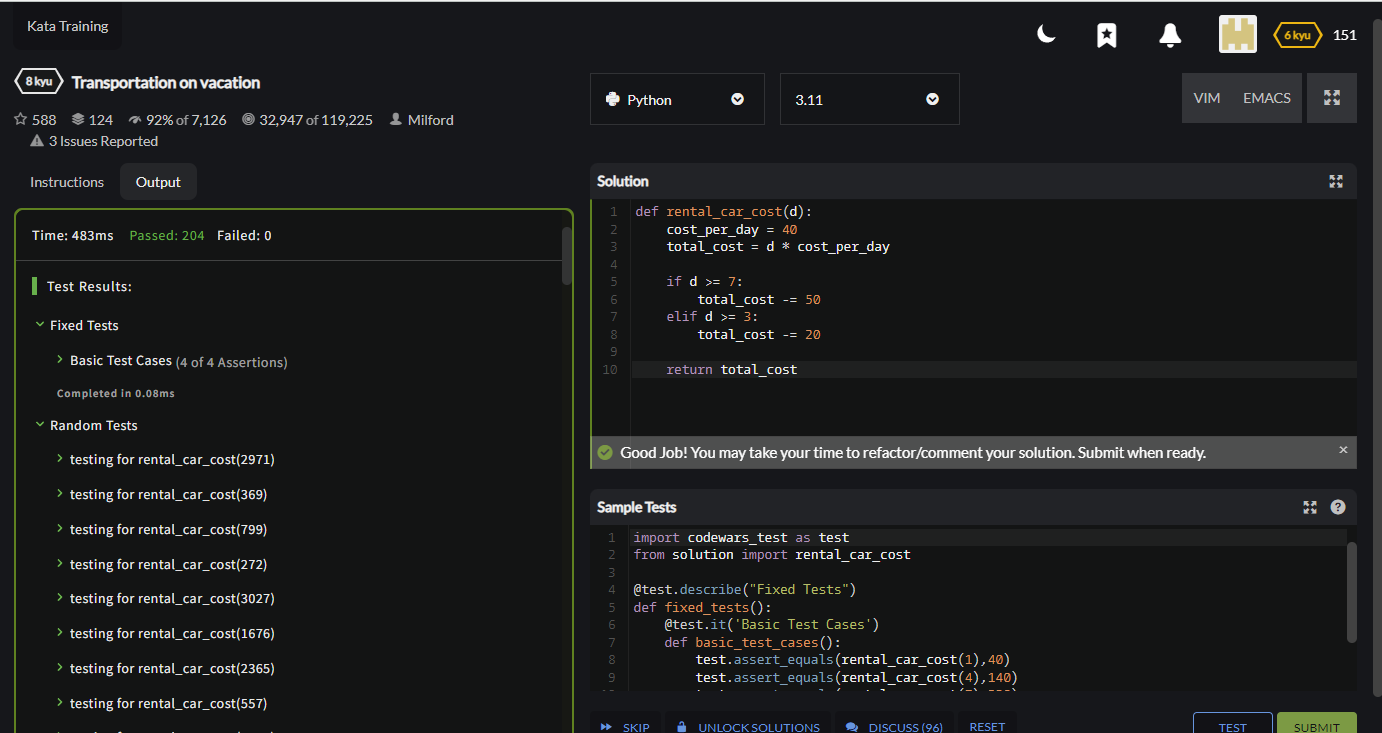 Kata Training
6 kyu 151
8 kyu Transportation on vacation
588 124 92% of 7,126 32,947 of 119,225 Milford
3 Issues Reported
Instructions Output
Time: 483ms Passed: 204 Failed: 0
Test Results:
Fixed Tests
Basic Test Cases (4 of 4 Assertions)
Completed in 0.08ms
Random Tests
testing for rental_car_cost(2971)
testing for rental_car_cost(369)
testing for rental_car_cost(799)
testing for rental_car_cost(272)
testing for rental_car_cost(3027)
testing for rental_car_cost(1676)
testing for rental_car_cost(2365)
testing for rental_car_cost(557)
Python 3.11 VIM EMACS
Solution
1 def rental_car_cost(d):
2     cost_per_day = 40
3     total_cost = d * cost_per_day
4
5     if d >= 7:
6         total_cost -= 50
7     elif d >= 3:
8         total_cost -= 20
9
10     return total_cost
Good Job! You may take your time to refactor/comment your solution. Submit when ready. ×
Sample Tests ?
1 import codewars_test as test
2 from solution import rental_car_cost
3
4 @test.describe("Fixed Tests")
5 def fixed_tests():
6     @test.it('Basic Test Cases')
7     def basic_test_cases():
8         test.assert_equals(rental_car_cost(1),40)
9         test.assert_equals(rental_car_cost(4),140)
SKIP UNLOCK SOLUTIONS DISCUSS (96) RESET TEST SUBMIT